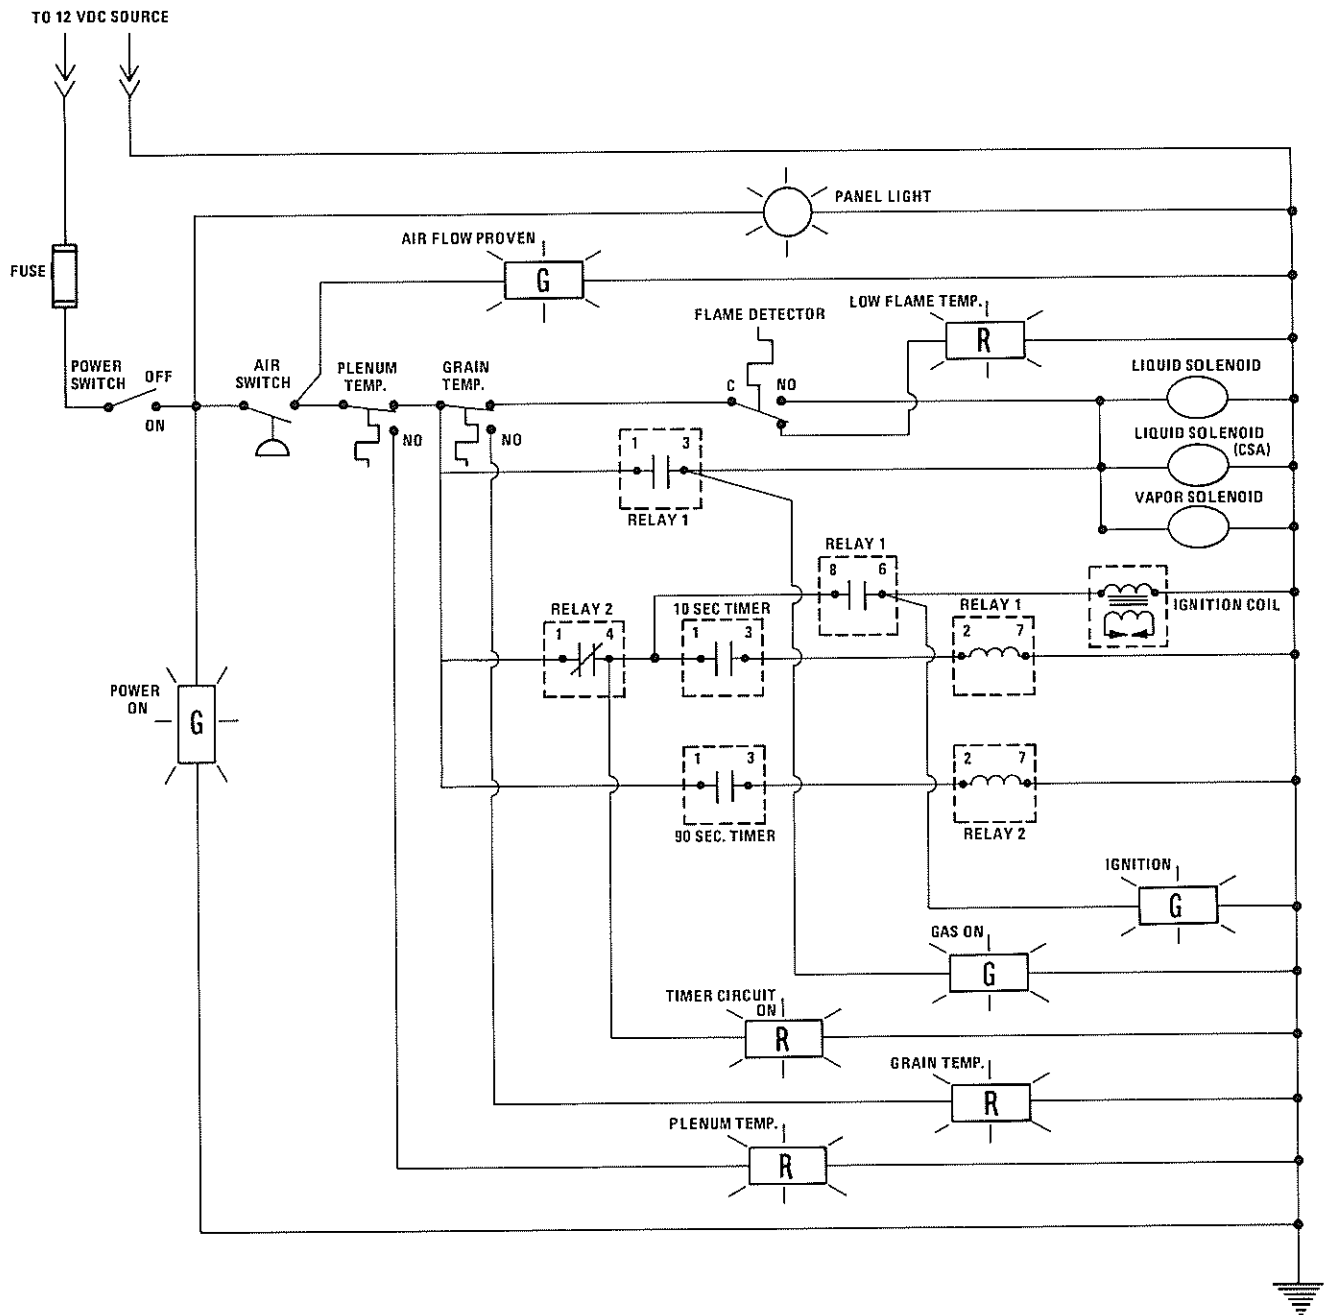 TO 12 VDC SOURCE
PANEL LIGHT
AIR FLOW PROVEN
G
FUSE
LOW FLAME TEMP.
R
FLAME DETECTOR
POWER
SWITCH
OFF
ON
AIR
SWITCH
PLENUM
TEMP.
NO
GRAIN
TEMP.
NO
C
NO
LIQUID SOLENOID
LIQUID SOLENOID
(CSA)
VAPOR SOLENOID
1
3
RELAY 1
RELAY 1
8
6
IGNITION COIL
RELAY 2
1
4
10 SEC TIMER
1
3
RELAY 1
2
7
POWER
ON
G
1
3
90 SEC. TIMER
2
7
RELAY 2
IGNITION
G
GAS ON
G
TIMER CIRCUIT
ON
R
GRAIN TEMP.
R
PLENUM TEMP.
R